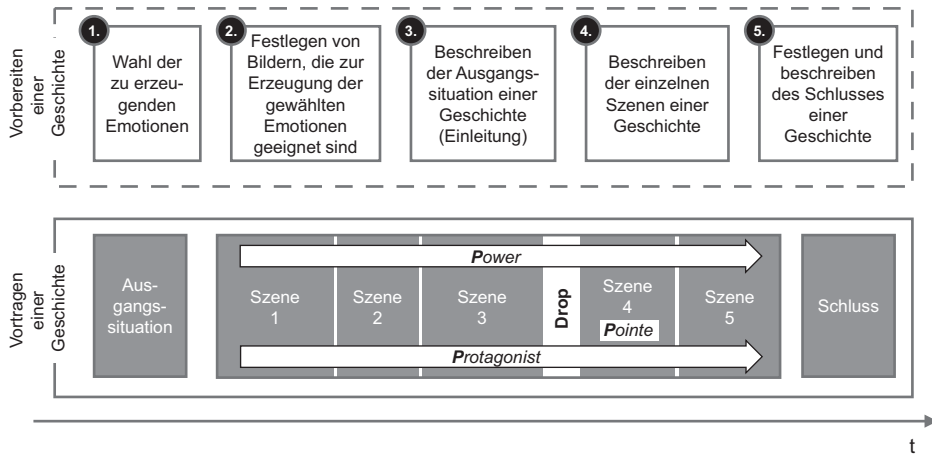 Vorbereiten
einer
Geschichte
1.
Wahl der
zu erzeu-
genden
Emotionen
2.
Festlegen von
Bildern, die zur
Erzeugung der
gewählten
Emotionen
geeignet sind
3.
Beschreiben
der Ausgangs-
situation einer
Geschichte
(Einleitung)
4.
Beschreiben
der einzelnen
Szenen einer
Geschichte
5.
Festlegen und
beschreiben
des Schlusses
einer
Geschichte
Vortragen
einer
Geschichte
Aus-
gangs-
situation
Power
Szene
1
Szene
2
Szene
3
Drop
Szene
4
Pointe
Szene
5
Protagonist
Schluss
t